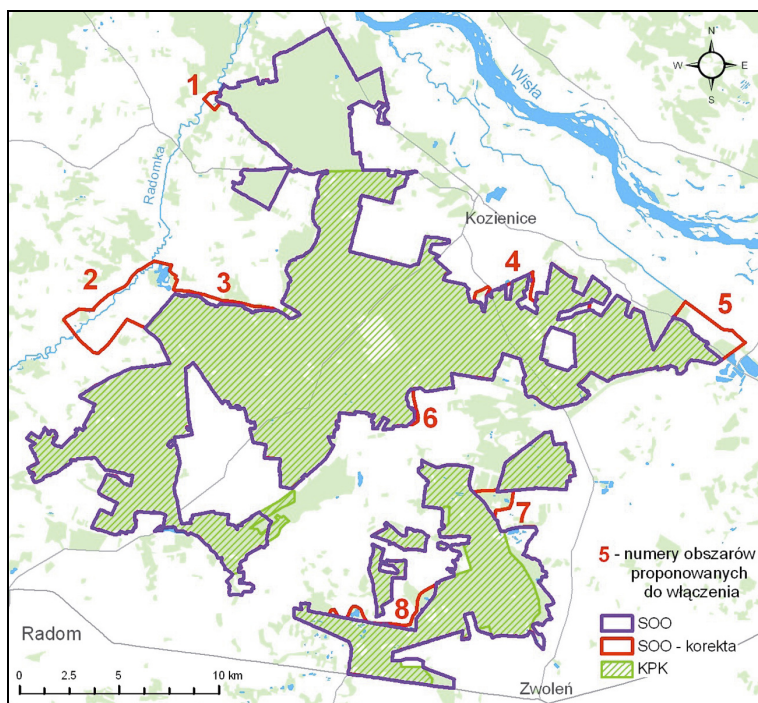 N
W E
S
Wisła
1
Radomka
Kozienice
2
3
4
5
6
7
8
5 - numery obszarów
proponowanych
do włączenia
SOO
SOO - korekta
KPK
Radom
Zwoleń
0 2.5 5 10 km